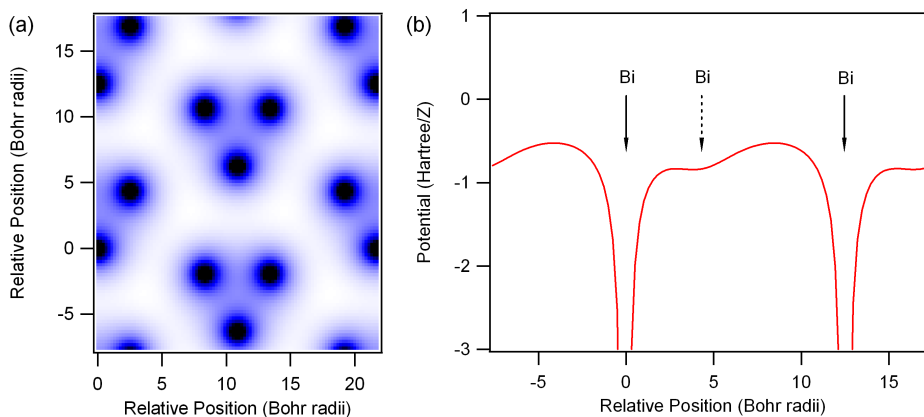 (a)
15
10
5
0
-5
Relative Position (Bohr radii)
0
5
10
15
20
Relative Position (Bohr radii)
(b)
1
0
-1
-2
-3
Potential (Hartree/Z)
Bi
Bi
Bi
-5
0
5
10
15
Relative Position (Bohr radii)